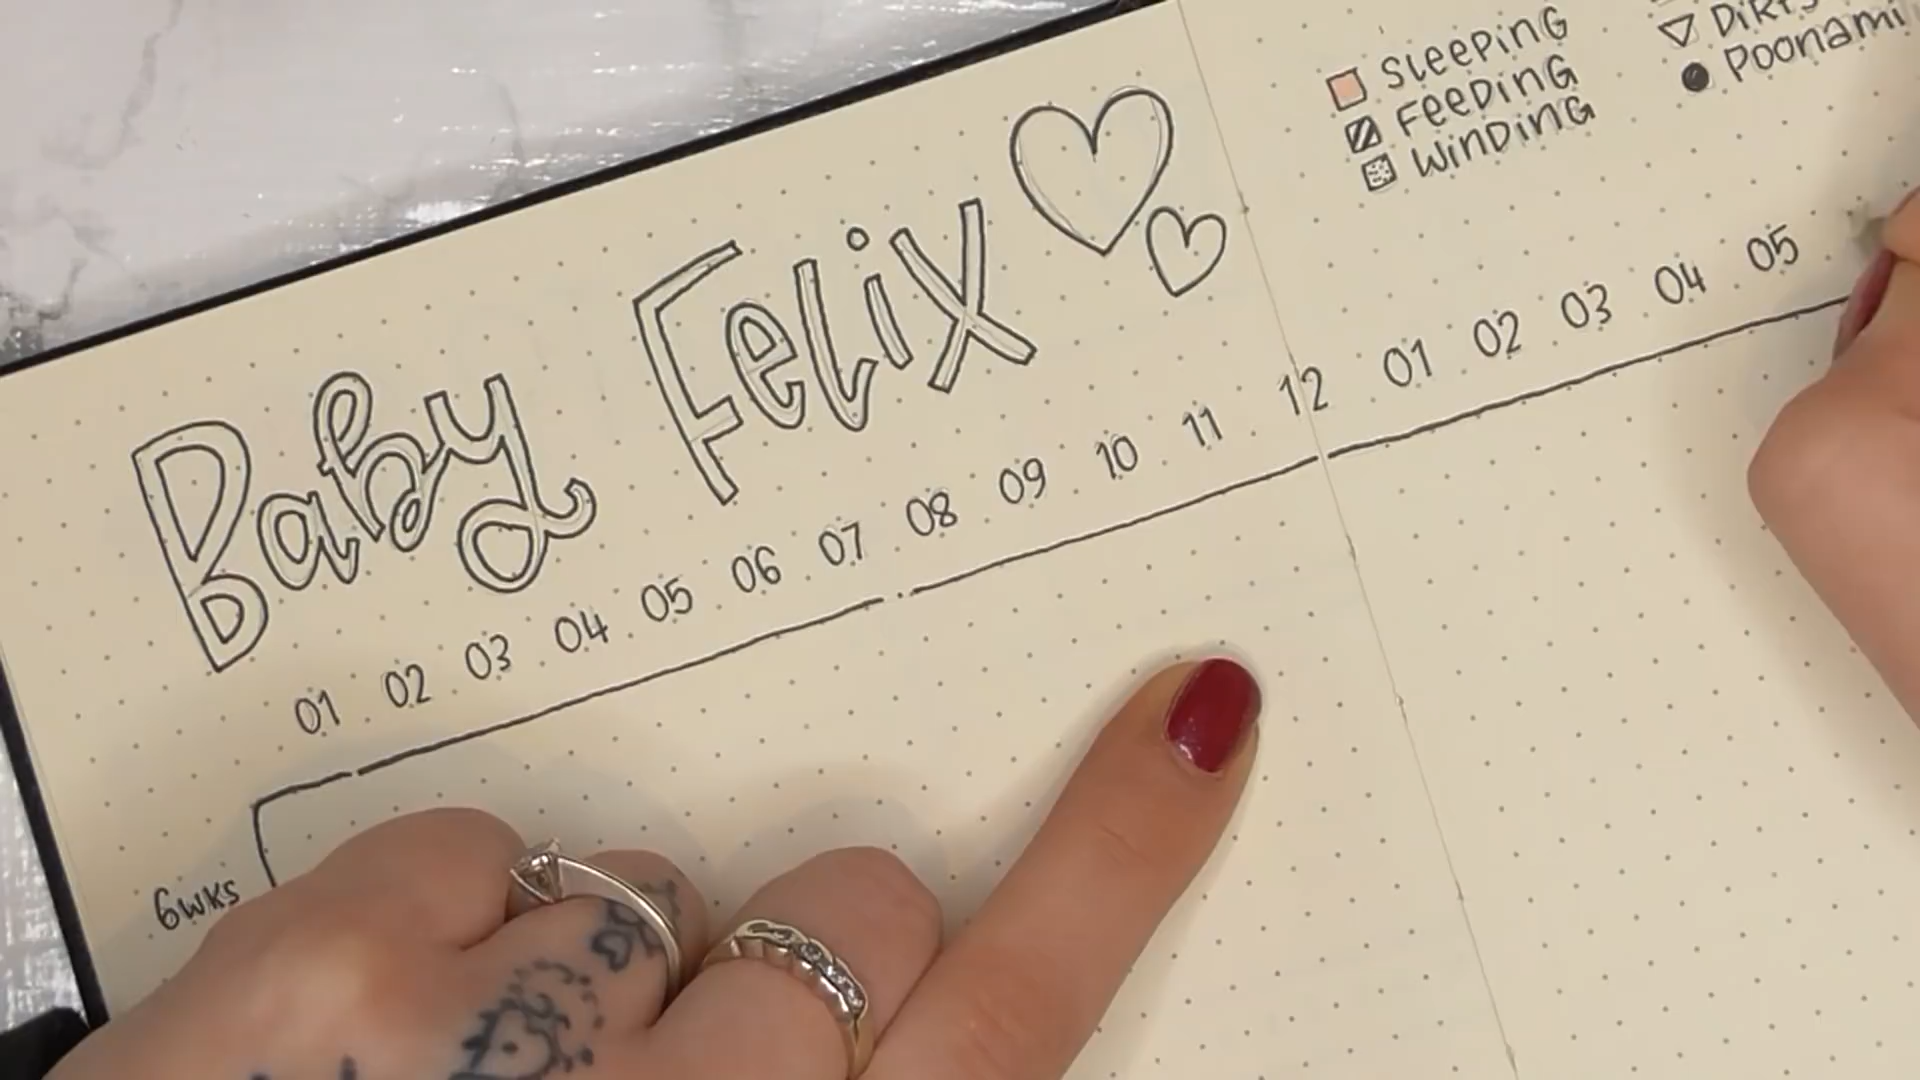 Baby Felix
Sleeping
Feeding
Winding
Dirty
Poonami
01 02 03 04 05 06 07 08 09 10 11 12 01 02 03 04 05
6wks